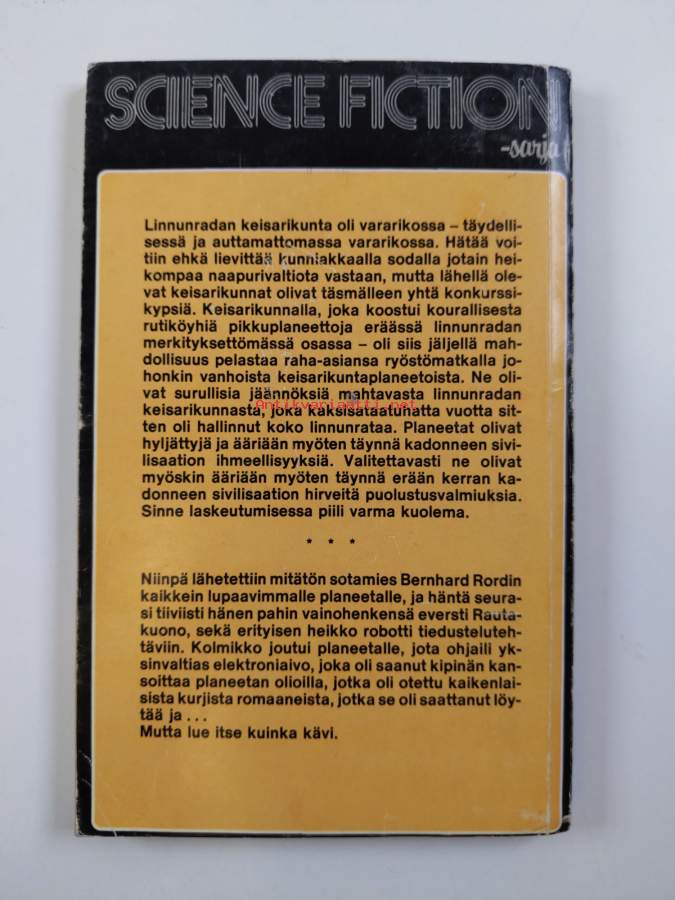 SCIENCE FICTION
-sarja
Linnunradan keisarikunta oli vararikossa – täydelli-
sessä ja auttamattomassa vararikossa. Hätää voi-
tiin ehkä lievittää kunniakkaalla sodalla jotain hei-
kompaa naapurivaltiota vastaan, mutta lähellä ole-
vat keisarikunnat olivat täsmälleen yhtä konkurssi-
kypsiä. Keisarikunnalla, joka koostui kourallisesta
rutiköyhiä pikkuplaneettoja eräässä linnunradan
merkityksettömässä osassa – oli siis jäljellä mah-
dollisuus pelastaa raha-asiansa ryöstömatkalla jo-
honkin vanhoista keisarikuntaplaneetoista. Ne oli-
vat surullisia jäännöksiä mahtavasta linnunradan
Antikvariaatti.net
keisarikunnasta, joka kaksisataatuhatta vuotta sit-
ten oli hallinnut koko linnunrataa. Planeetat olivat
hyljättyjä ja ääriään myöten täynnä kadonneen sivi-
lisaation ihmeellisyyksiä. Valitettavasti ne olivat
myöskin ääriään myöten täynnä erään kerran ka-
donneen sivilisaation hirveitä puolustusvalmiuksia.
Sinne laskeutumisessa piili varma kuolema.
* * *
Niinpä lähetettiin mitätön sotamies Bernhard Rordin
kaikkein lupaavimmalle planeetalle, ja häntä seura-
si tiiviisti hänen pahin vainohenkensä eversti Rauta-
kuono, sekä erityisen heikko robotti tiedusteluteh-
täviin. Kolmikko joutui planeetalle, jota ohjaili yk-
sinvaltias elektroniaivo, joka oli saanut kipinän kan-
soittaa planeetan olioilla, jotka oli otettu kaikenlai-
sista kurjista romaaneista, jotka se oli saattanut löy-
tää ja ...
Mutta lue itse kuinka kävi.